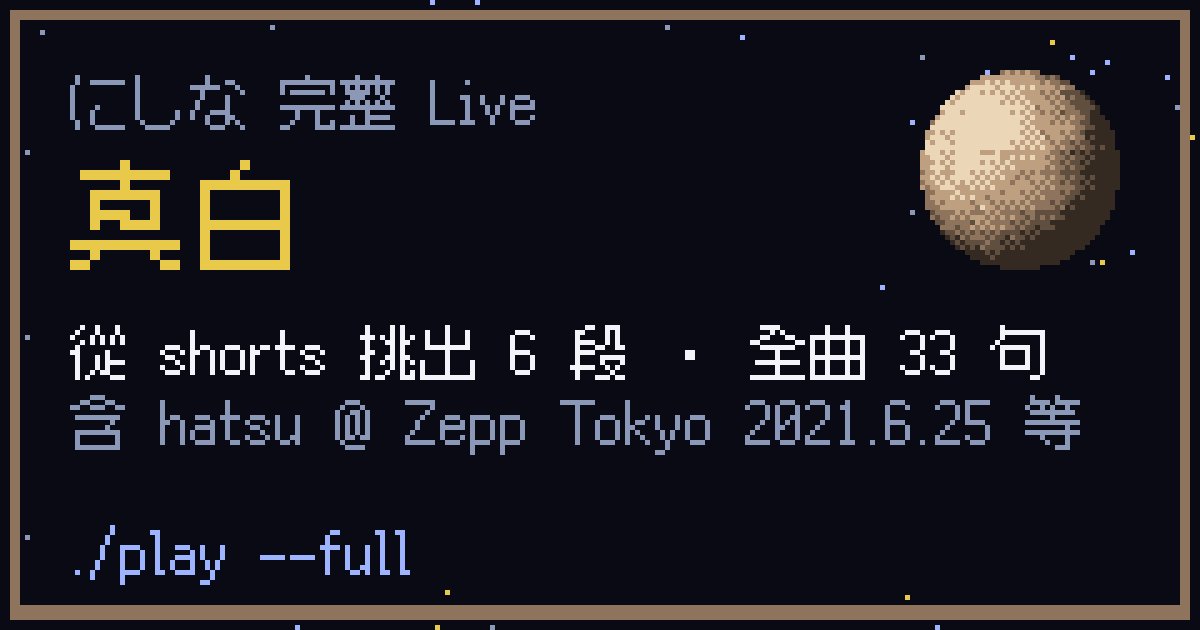 にしな 完整 Live
真白
從 shorts 挑出 6 段 · 全曲 33 句
含 hatsu @ Zepp Tokyo 2021.6.25 等
./play --full